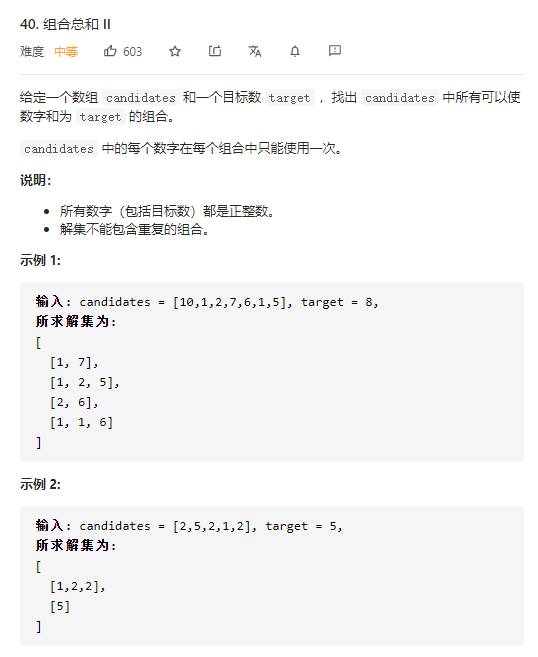 40. 组合总和 II
难度 中等 603
给定一个数组 candidates 和一个目标数 target ，找出 candidates 中所有可以使
数字和为 target 的组合。
candidates 中的每个数字在每个组合中只能使用一次。
说明：
• 所有数字（包括目标数）都是正整数。
• 解集不能包含重复的组合。
示例 1:
输入: candidates = [10,1,2,7,6,1,5], target = 8,
所求解集为:
[
[1, 7],
[1, 2, 5],
[2, 6],
[1, 1, 6]
]
示例 2:
输入: candidates = [2,5,2,1,2], target = 5,
所求解集为:
[
[1,2,2],
[5]
]